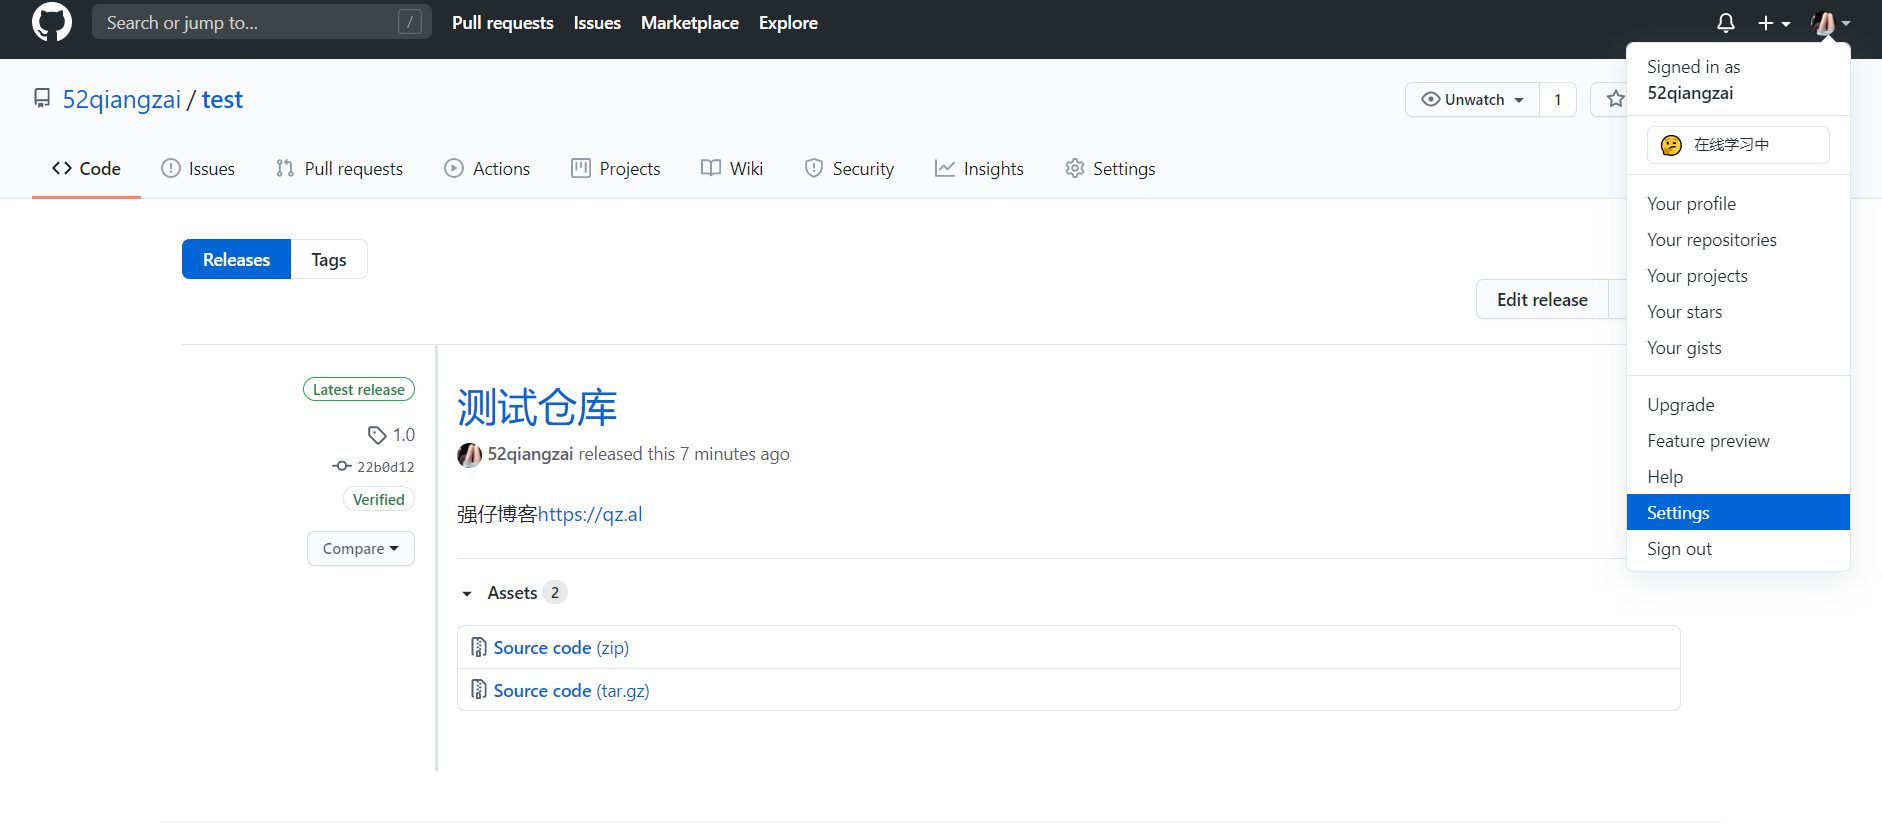 Search or jump to... /
Pull requests Issues Marketplace Explore
52qiangzai / test
Unwatch 1
Code Issues Pull requests Actions Projects Wiki Security Insights Settings
Releases Tags
Edit release
Latest release
1.0
22b0d12
Verified
Compare
测试仓库
52qiangzai released this 7 minutes ago
强仔博客https://qz.al
Assets 2
Source code (zip)
Source code (tar.gz)
Signed in as
52qiangzai
在线学习中
Your profile
Your repositories
Your projects
Your stars
Your gists
Upgrade
Feature preview
Help
Settings
Sign out